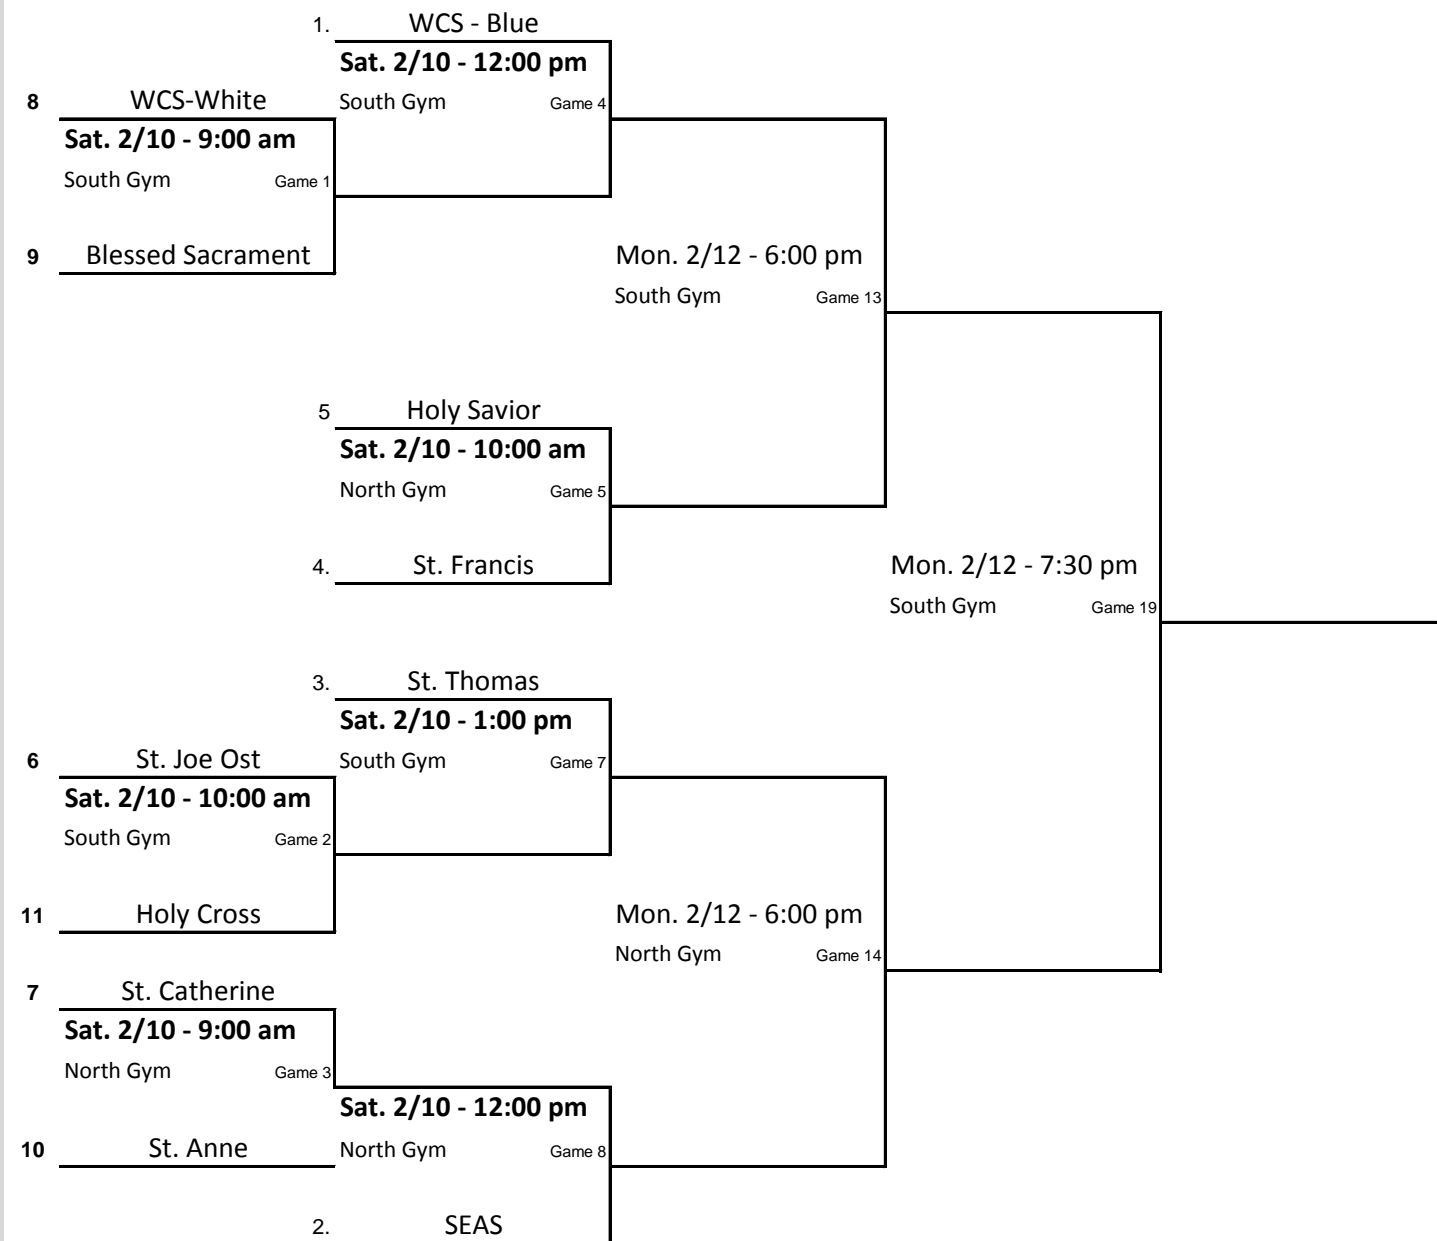 1. WCS - Blue
Sat. 2/10 - 12:00 pm
8 WCS-White South Gym Game 4
Sat. 2/10 - 9:00 am
South Gym Game 1
9 Blessed Sacrament Mon. 2/12 - 6:00 pm
South Gym Game 13
5 Holy Savior
Sat. 2/10 - 10:00 am
North Gym Game 5
4. St. Francis Mon. 2/12 - 7:30 pm
South Gym Game 19
3. St. Thomas
Sat. 2/10 - 1:00 pm
6 St. Joe Ost South Gym Game 7
Sat. 2/10 - 10:00 am
South Gym Game 2
11 Holy Cross Mon. 2/12 - 6:00 pm
North Gym Game 14
7 St. Catherine
Sat. 2/10 - 9:00 am
North Gym Game 3
Sat. 2/10 - 12:00 pm
10 St. Anne North Gym Game 8
2. SEAS